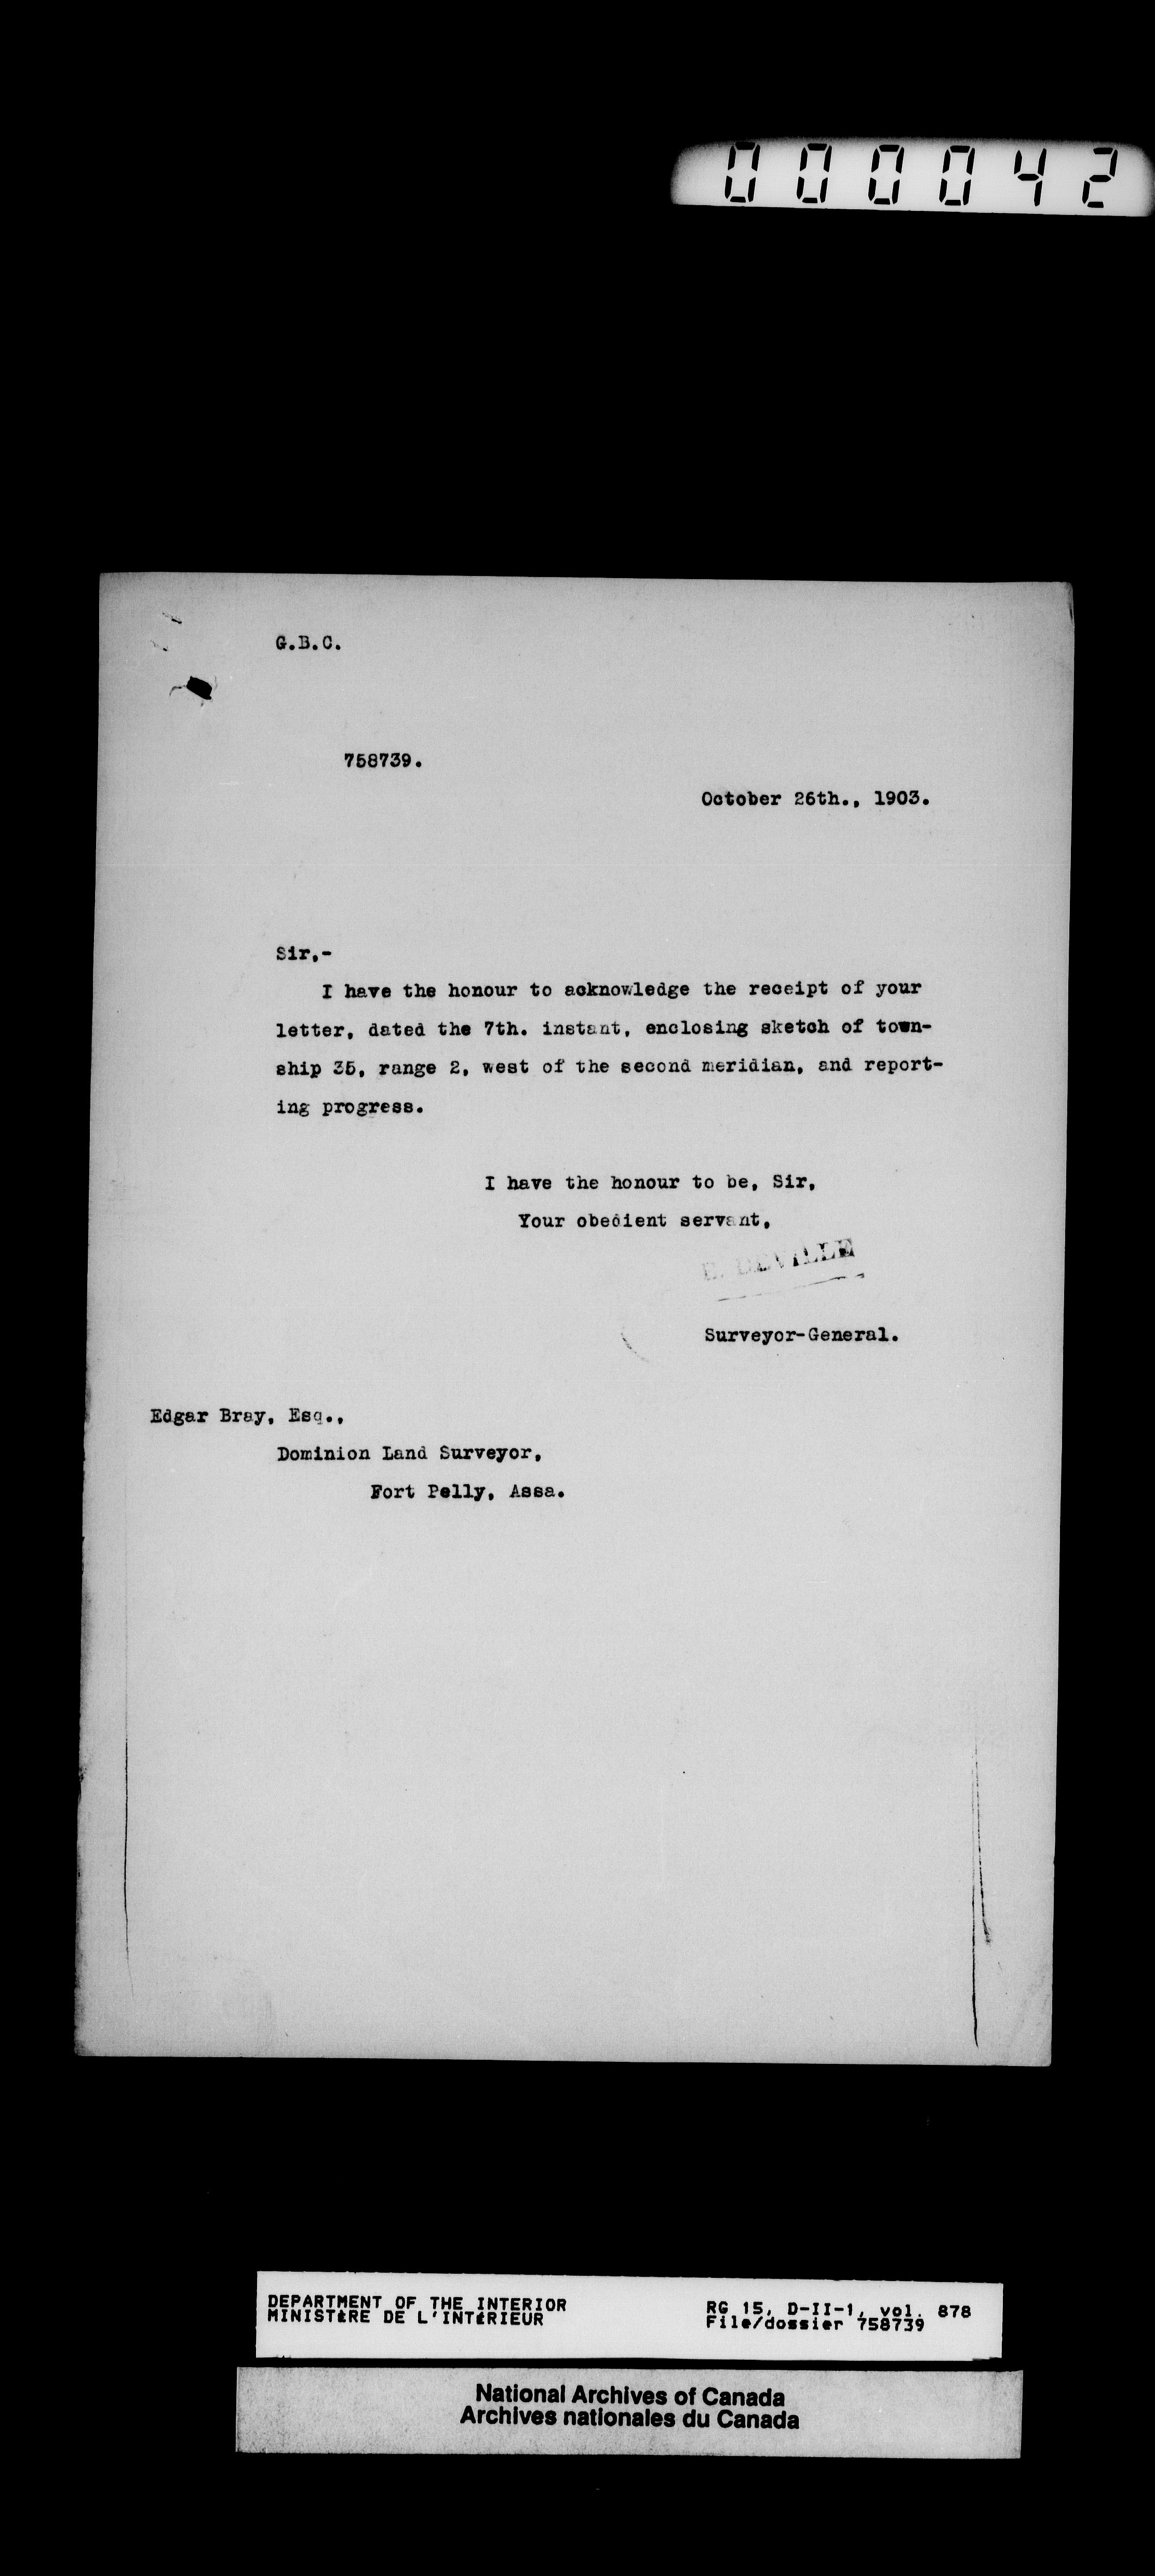 000042
G.B.C.
758739.
October 26th., 1903.
Sir,-
I have the honour to acknowledge the receipt of your
letter, dated the 7th. instant, enclosing sketch of town-
ship 35, range 2, west of the second meridian, and report-
ing progress.
I have the honour to be, Sir,
Your obedient servant,
E. DEVILLE
Surveyor-General.
Edgar Bray, Esq.,
Dominion Land Surveyor,
Fort Pelly, Assa.
DEPARTMENT OF THE INTERIOR
MINISTÈRE DE L'INTÉRIEUR
RG 15, D-II-1, vol. 878
File/dossier 758739
National Archives of Canada
Archives nationales du Canada